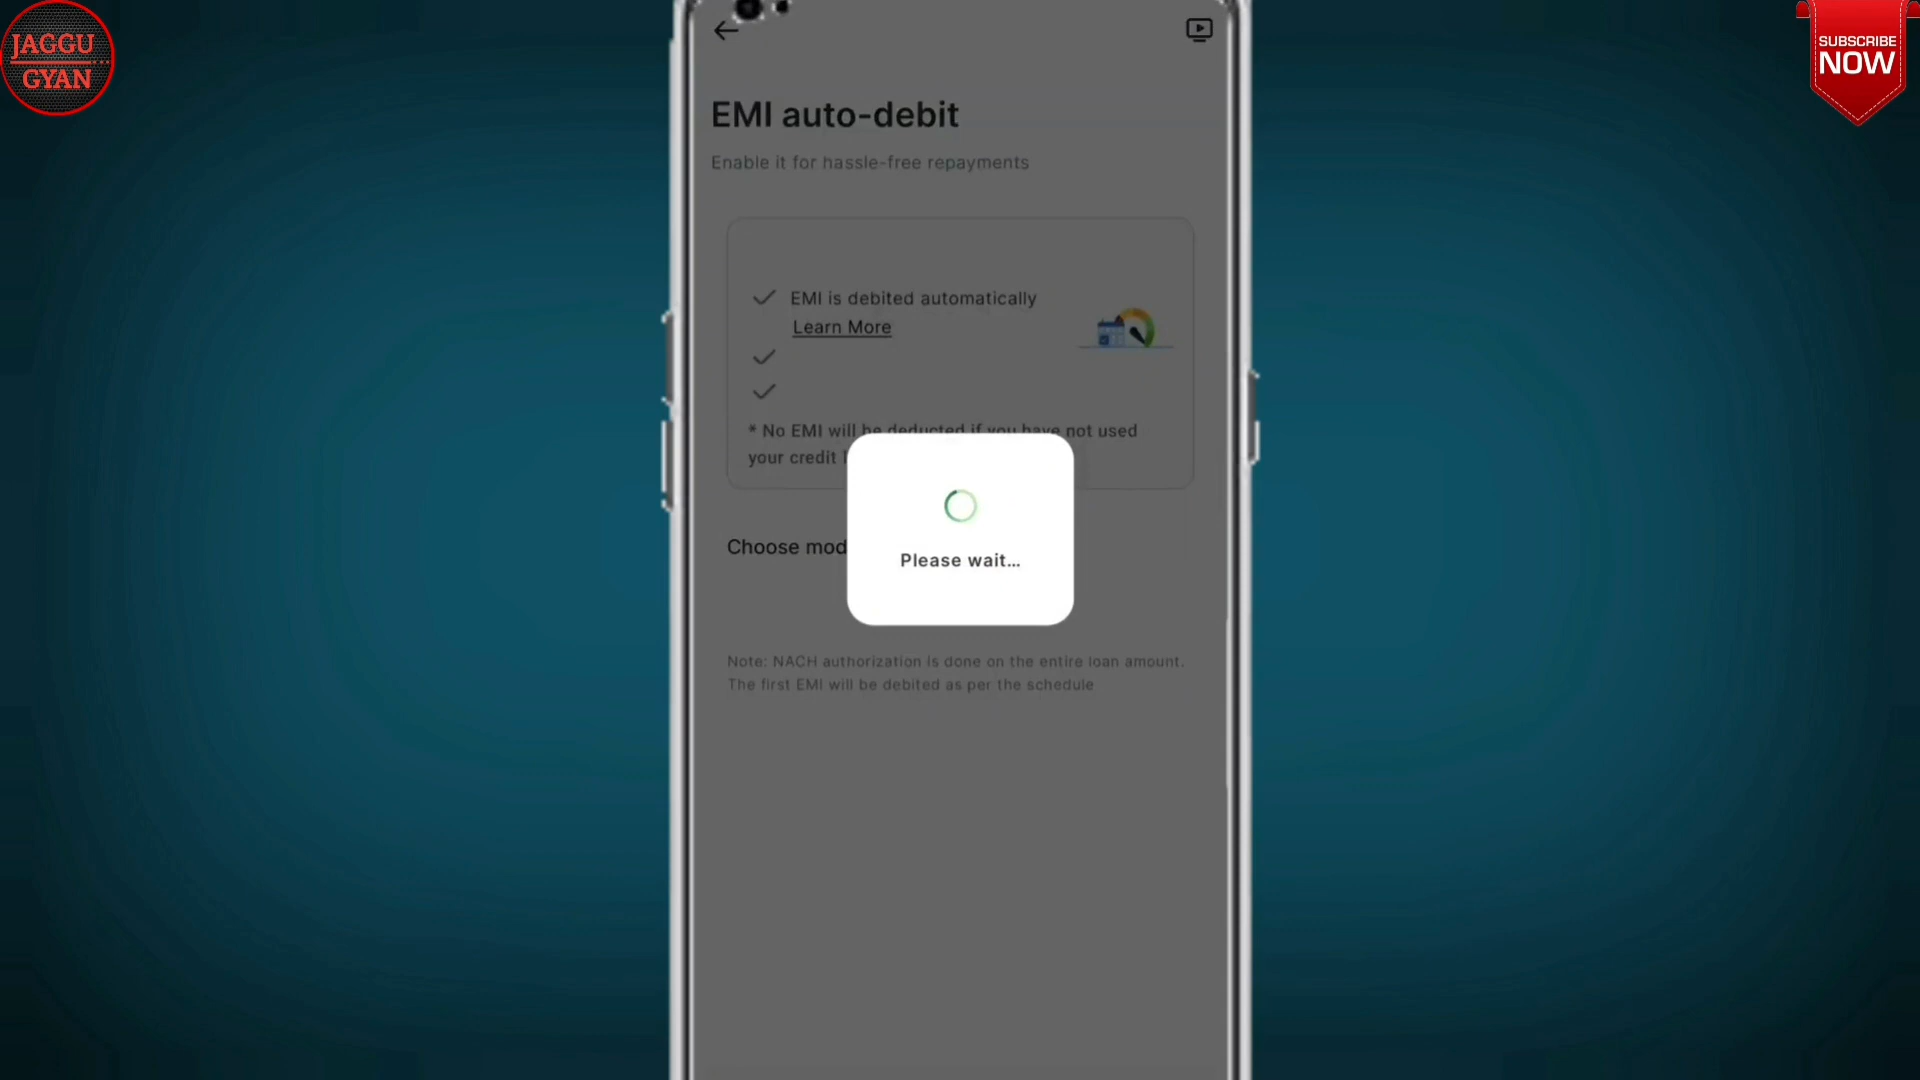 JAGGU
GYAN
SUBSCRIBE
NOW
EMI auto-debit
Enable it for hassle-free repayments
EMI is debited automatically
Learn More
* No EMI will be deducted if you have not used
your credit
Choose mod
Please wait...
Note: NACH authorization is done on the entire loan amount.
The first EMI will be debited as per the schedule